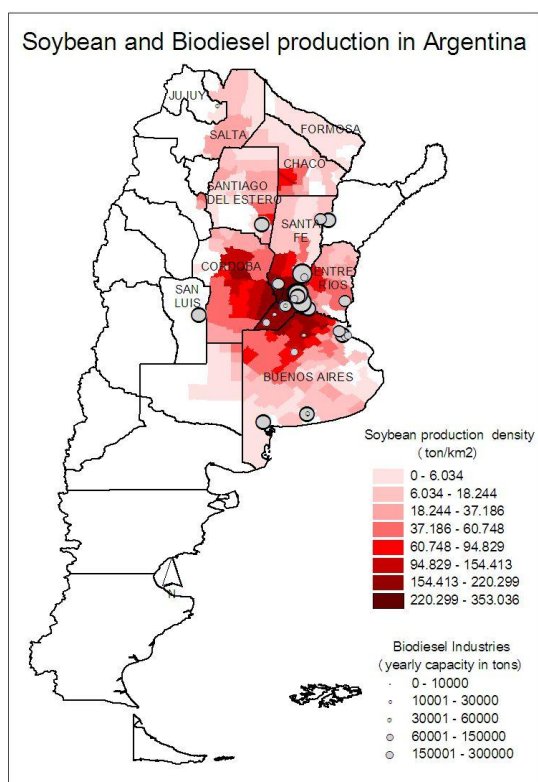 Soybean and Biodiesel production in Argentina
JUJUY
FORMOSA
SALTA
CHACO
SANTIAGO
DEL ESTERO
SANTA
FE
CORDOBA
ENTRE
RIOS
SAN
LUIS
BUENOS AIRES
Soybean production density
( ton/km2)
0 - 6.034
6.034 - 18.244
18.244 - 37.186
37.186 - 60.748
60.748 - 94.829
94.829 - 154.413
154.413 - 220.299
220.299 - 353.036
N
Biodiesel Industries
( yearly capacity in tons)
0 - 10000
10001 - 30000
30001 - 60000
60001 - 150000
150001 - 300000